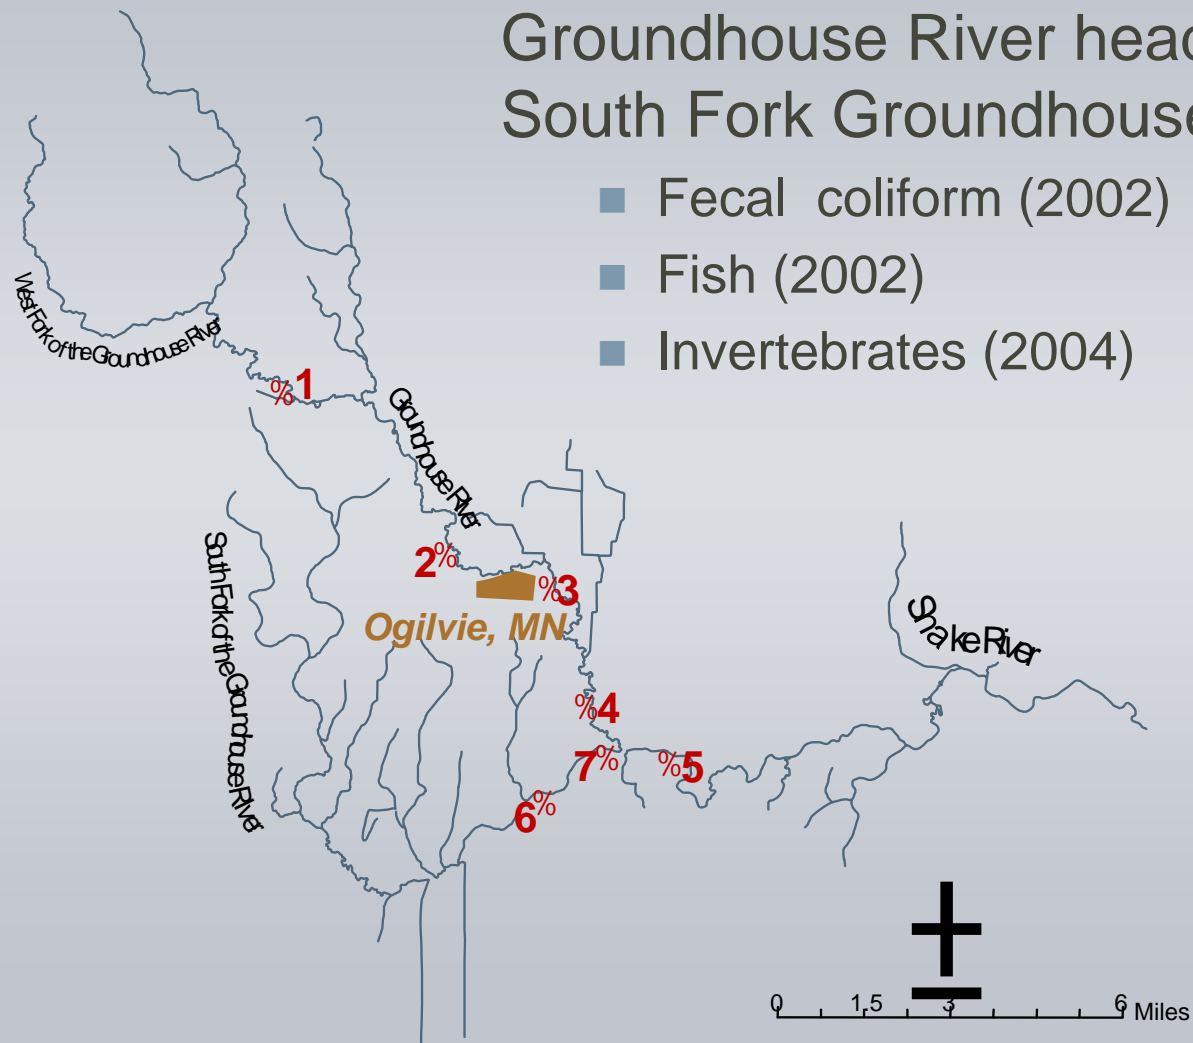 Groundhouse River head
South Fork Groundhouse
■ Fecal coliform (2002)
■ Fish (2002)
■ Invertebrates (2004)
West Fork of the Groundhouse River
%1
Groundhouse River
2%
%3
Ogilvie, MN
South Fork of the Groundhouse River
Snake River
%4
7%
%5
6%
±
0 1.5 3 6 Miles